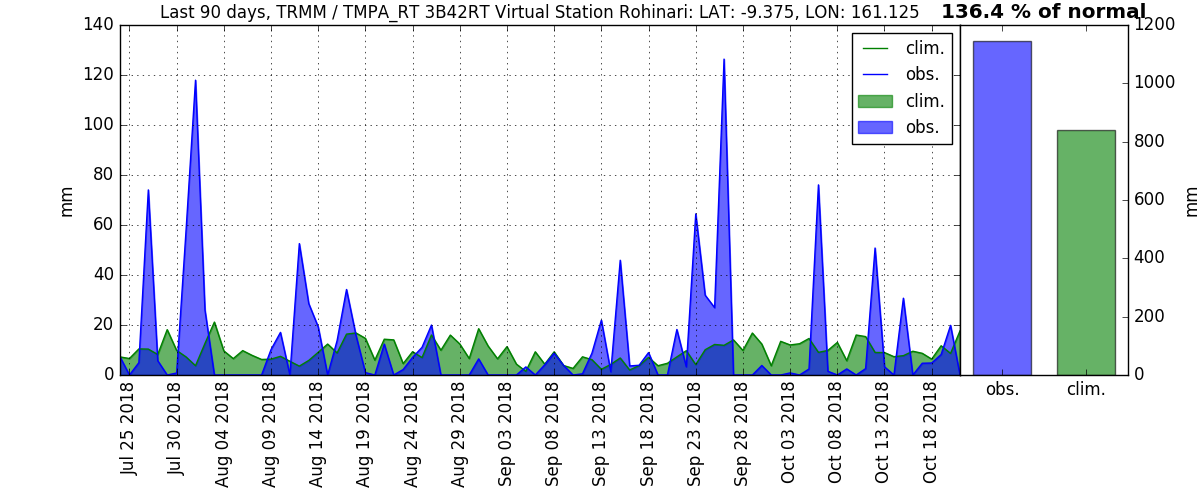 Last 90 days, TRMM / TMPA_RT 3B42RT Virtual Station Rohinari: LAT: -9.375, LON: 161.125
136.4 % of normal
140
120
100
80
60
40
20
0
mm
clim.
obs.
clim.
obs.
1200
1000
800
600
400
200
0
mm
Jul 25 2018
Jul 30 2018
Aug 04 2018
Aug 09 2018
Aug 14 2018
Aug 19 2018
Aug 24 2018
Aug 29 2018
Sep 03 2018
Sep 08 2018
Sep 13 2018
Sep 18 2018
Sep 23 2018
Sep 28 2018
Oct 03 2018
Oct 08 2018
Oct 13 2018
Oct 18 2018
obs.
clim.